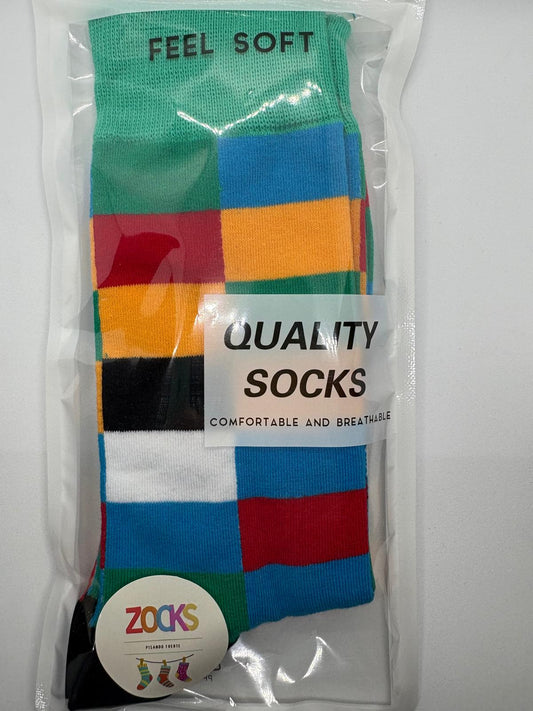 FEEL SOFT
QUALITY
SOCKS
COMFORTABLE AND BREATHABLE
ZOCKS
PISANDO FUERTE